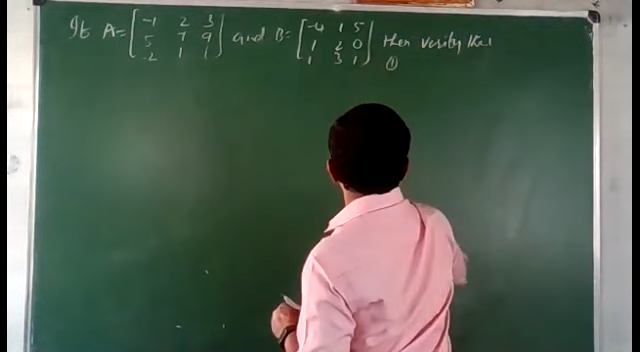 If A = [ -1 2 3 and B = [ -4 1 5 then verify that
5 7 9 1 2 0
-2 1 1 ] 1 3 1 ] ①